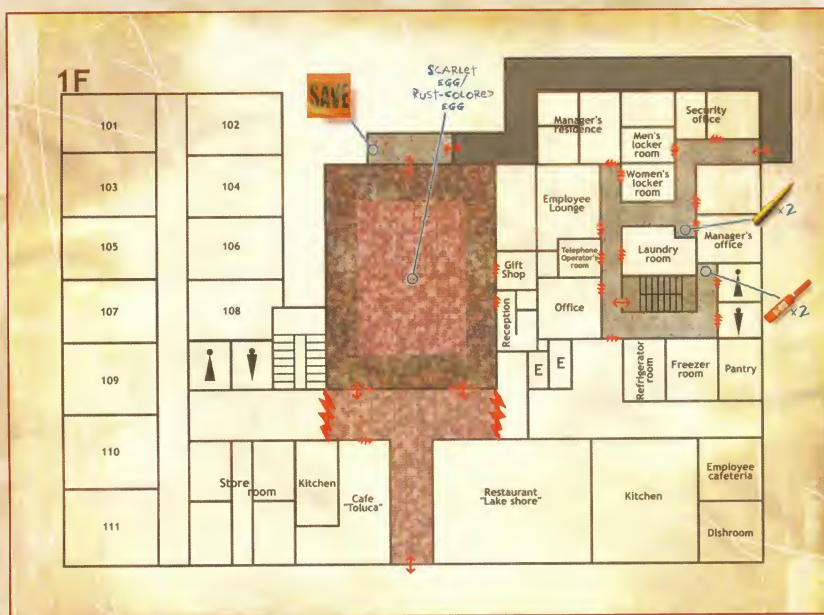 1F
SAVE
SCARLET
EGG/
RUST-COLORED
EGG
101
102
103
104
105
106
107
108
109
110
111
Manager's
residence
Security
office
Men's
locker
room
Women's
locker
room
Employee
Lounge
Telephone
Operator's
room
Gift
Shop
Reception
Office
Laundry
room
Manager's
office
x2
x2
E
E
Refrigerator
room
Freezer
room
Pantry
Store
room
Kitchen
Cafe
"Toluca"
Restaurant
"Lake shore"
Kitchen
Employee
cafeteria
Dishroom